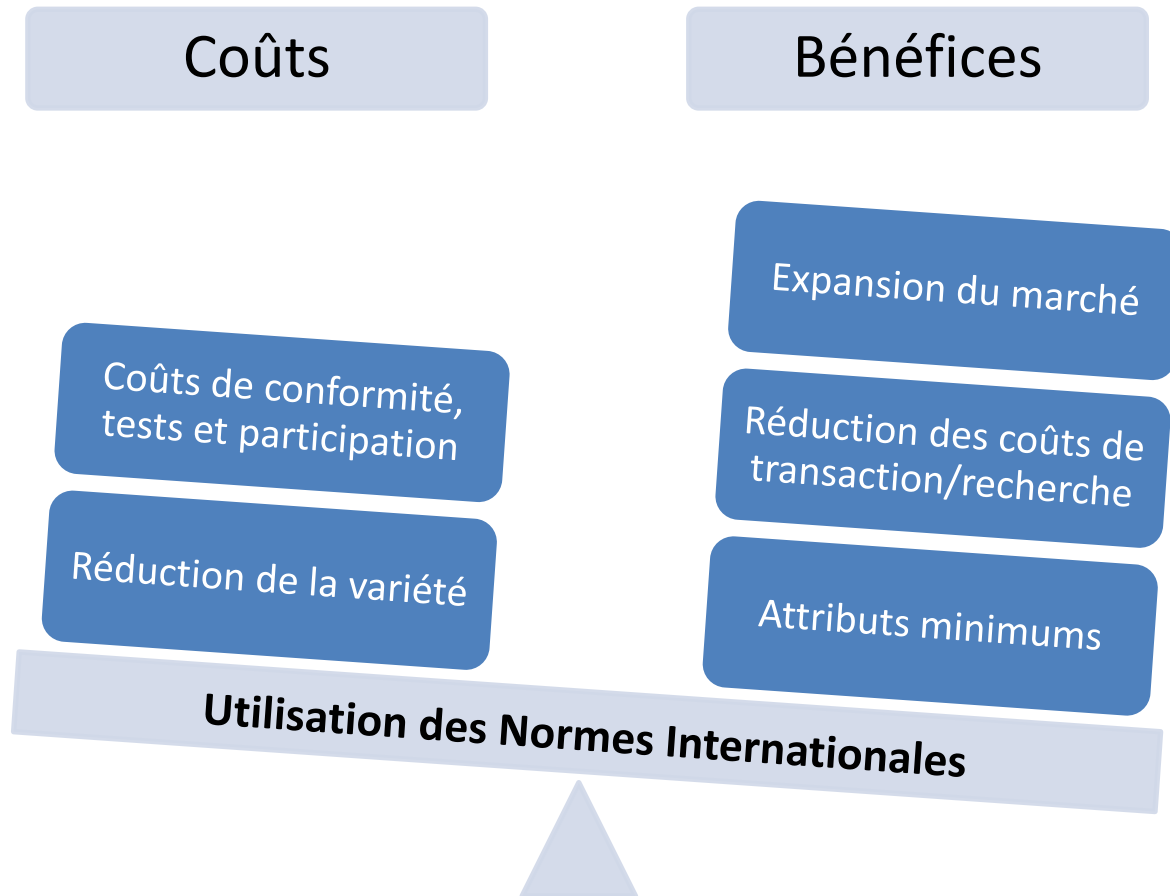 Coûts
Bénéfices
Expansion du marché
Coûts de conformité,
tests et participation
Réduction des coûts de
transaction/recherche
Réduction de la variété
Attributs minimums
Utilisation des Normes Internationales